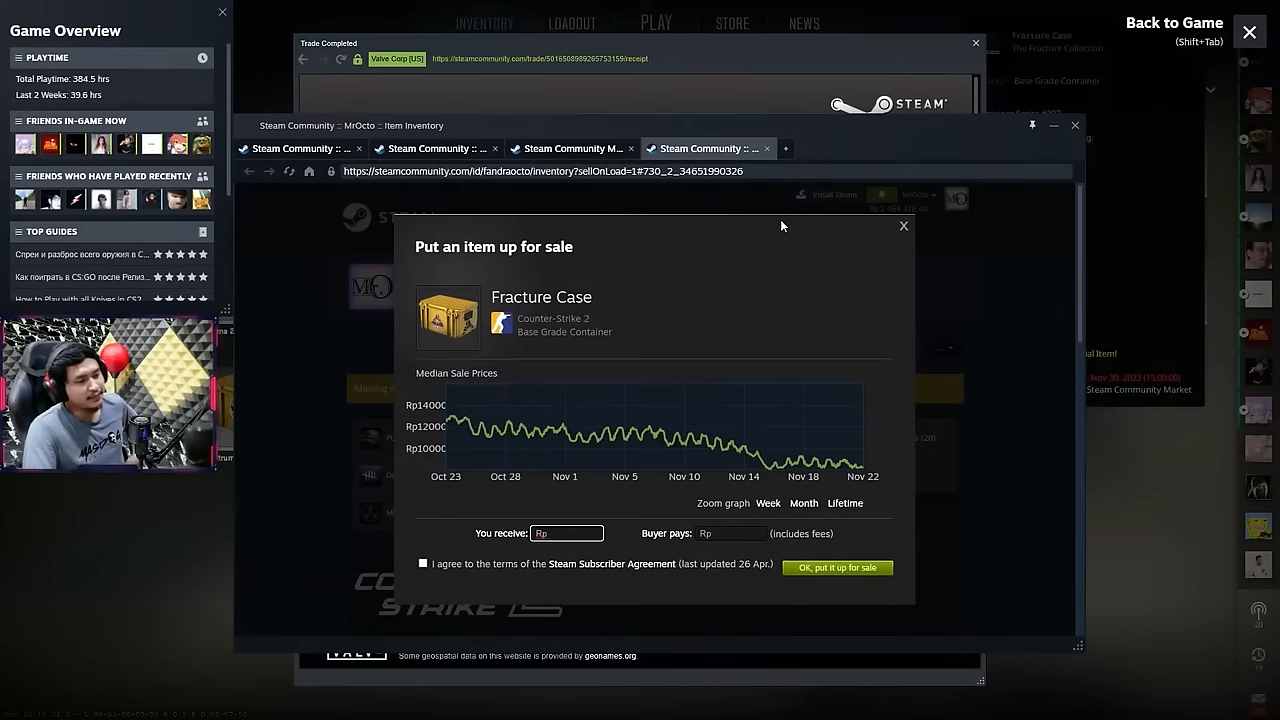 Game Overview
PLAYTIME
Total Playtime: 384.5 hrs
Last 2 Weeks: 39.6 hrs
FRIENDS IN-GAME NOW
FRIENDS WHO HAVE PLAYED RECENTLY
TOP GUIDES
Спреи и разброс всего оружия в C...
Как поиграть в CS:GO после Релиз...
How to Play with all Knives in CS2
INVENTORY
LOADOUT
PLAY
STORE
NEWS
Back to Game
(Shift+Tab)
Fracture Case
The Fracture Collection
Base Grade Container
Trade Completed
Valve Corp [US]
https://steamcommunity.com/trade/5016508989265753159/receipt
STEAM
Steam Community :: MrOcto :: Item Inventory
Steam Community :: ...
Steam Community :: ...
Steam Community M...
Steam Community :: ...
https://steamcommunity.com/id/fandraocto/inventory?sellOnLoad=1#730_2_34651990326
Install Steam
MrOcto
Put an item up for sale
X
Fracture Case
Counter-Strike 2
Base Grade Container
Median Sale Prices
Rp14000
Rp12000
Rp10000
Oct 23
Oct 28
Nov 1
Nov 5
Nov 10
Nov 14
Nov 18
Nov 22
Zoom graph
Week
Month
Lifetime
You receive:
Rp
Buyer pays:
Rp
(includes fees)
I agree to the terms of the Steam Subscriber Agreement (last updated 26 Apr.)
OK, put it up for sale
Nov 30, 2023 (15:00:00)
Steam Community Market
STRIKE
VALV
Some geospatial data on this website is provided by geonames.org.
20
19